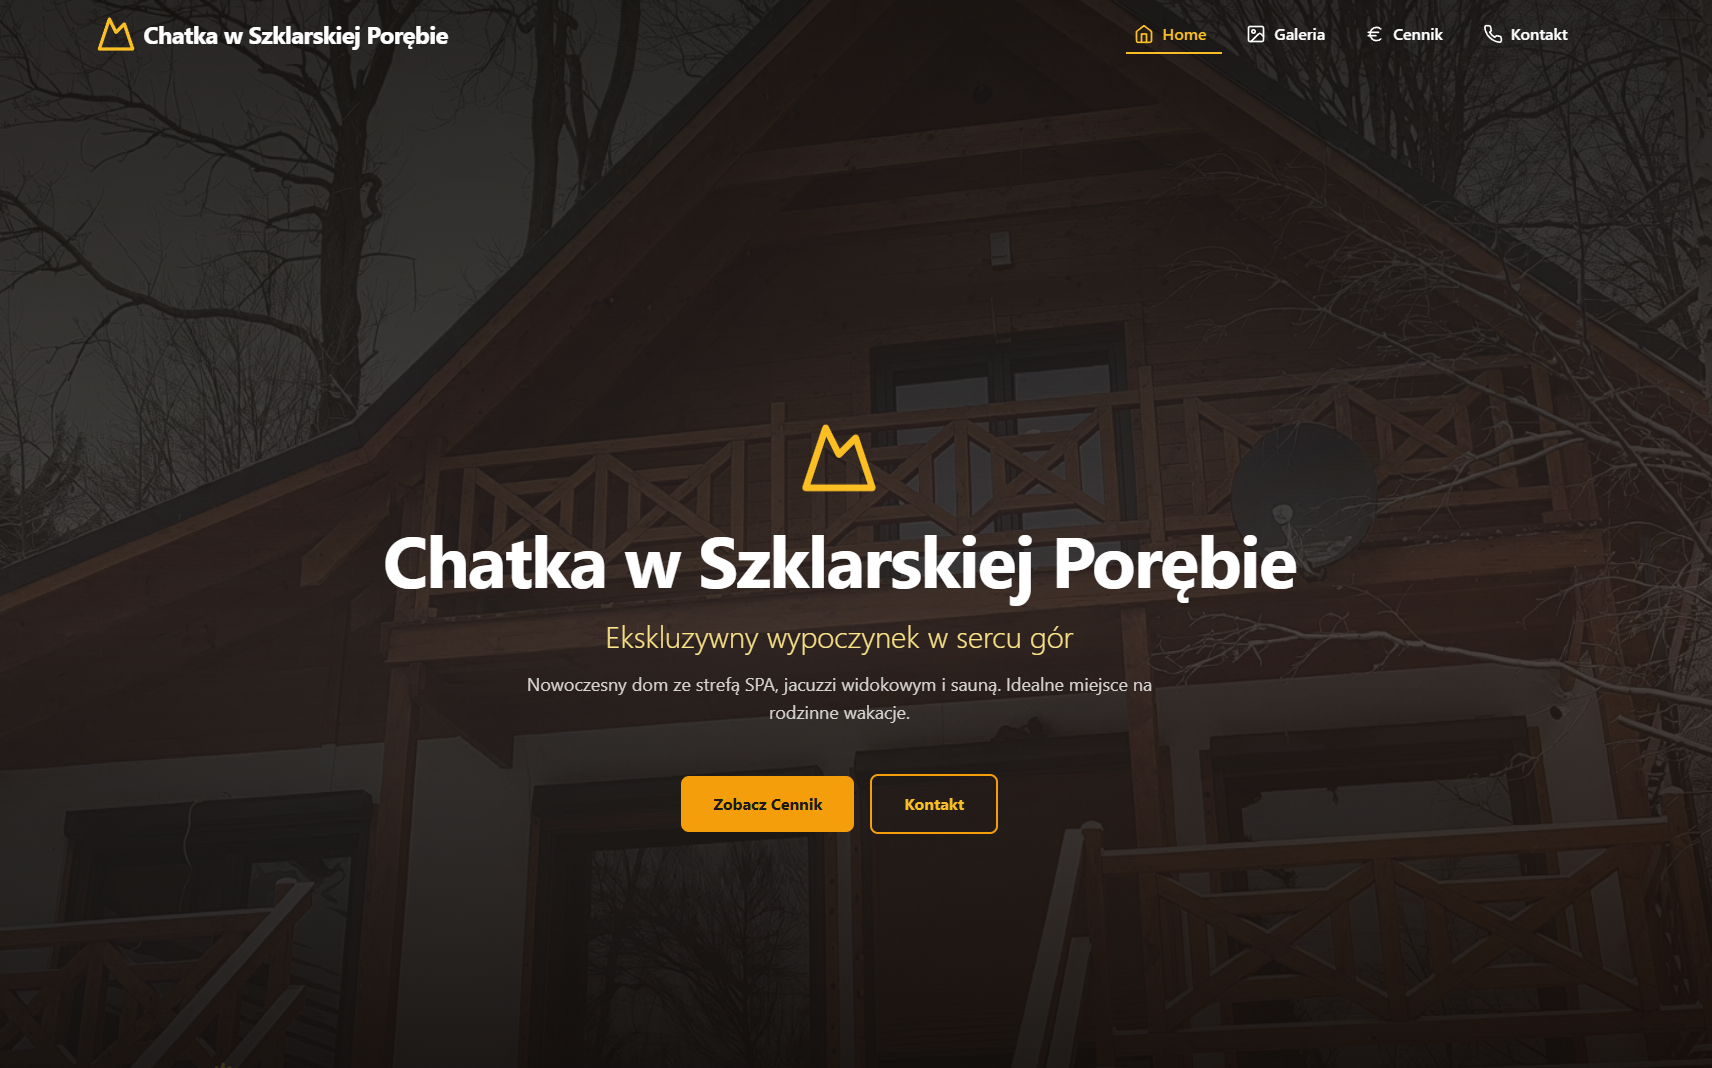 Chatka w Szklarskiej Porębie
Home
Galeria
Cennik
Kontakt
Chatka w Szklarskiej Porębie
Ekskluzywny wypoczynek w sercu gór
Nowoczesny dom ze strefą SPA, jacuzzi widokowym i sauną. Idealne miejsce na
rodzinne wakacje.
Zobacz Cennik
Kontakt